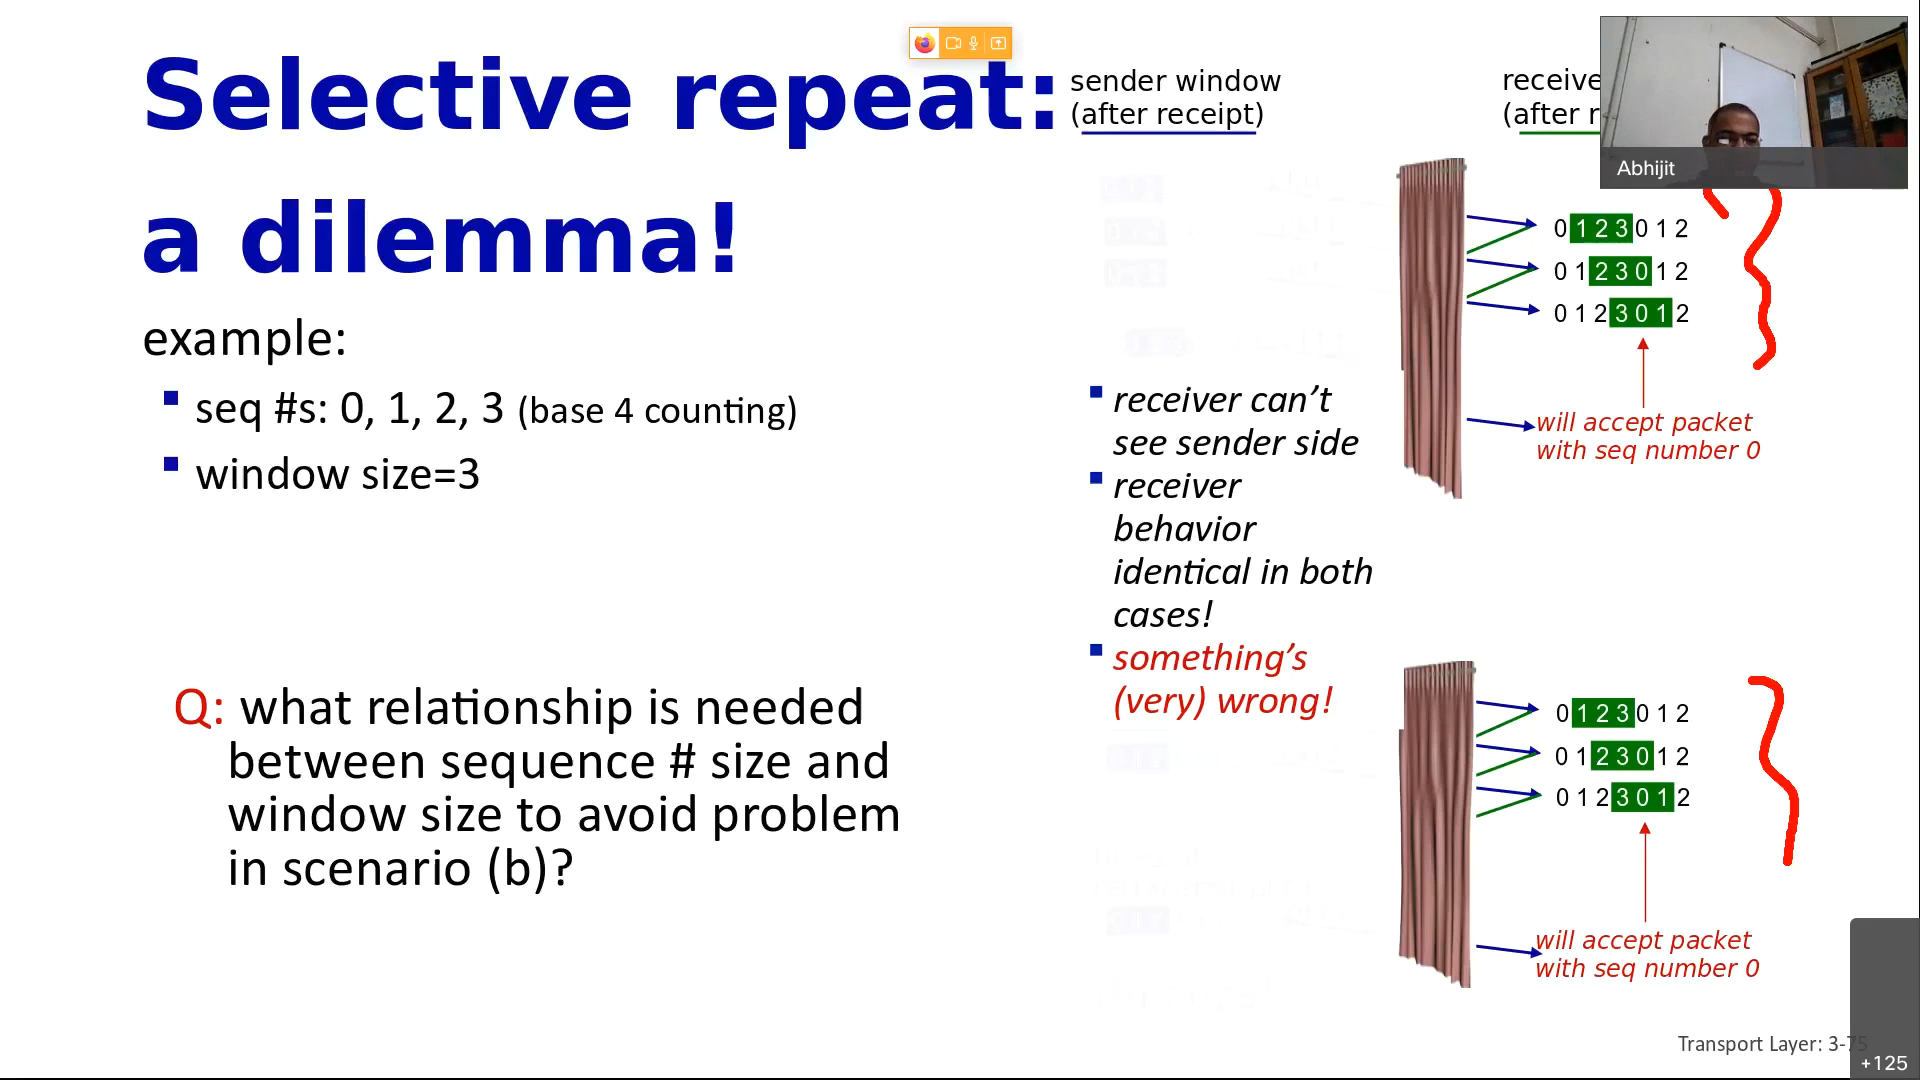 Selective repeat:
a dilemma!
example:
seq #s: 0, 1, 2, 3 (base 4 counting)
window size=3
Q: what relationship is needed
between sequence # size and
window size to avoid problem
in scenario (b)?
sender window
(after receipt)
receiver can’t
see sender side
receiver
behavior
identical in both
cases!
something’s
(very) wrong!
(after
Abhijit
0 1 2 3 0 1 2
0 1 2 3 0 1 2
0 1 2 3 0 1 2
will accept packet
with seq number 0
0 1 2 3 0 1 2
0 1 2 3 0 1 2
0 1 2 3 0 1 2
will accept packet
with seq number 0
Transport Layer: 3-75
+125